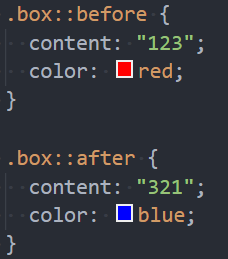 .box::before {
  content: "123";
  color: red;
}

.box::after {
  content: "321";
  color: blue;
}